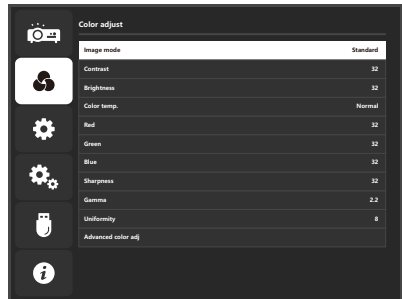 Color adjust
Image mode Standard
Contrast 32
Brightness 32
Color temp. Normal
Red 32
Green 32
Blue 32
Sharpness 32
Gamma 2.2
Uniformity 8
Advanced color adj
i